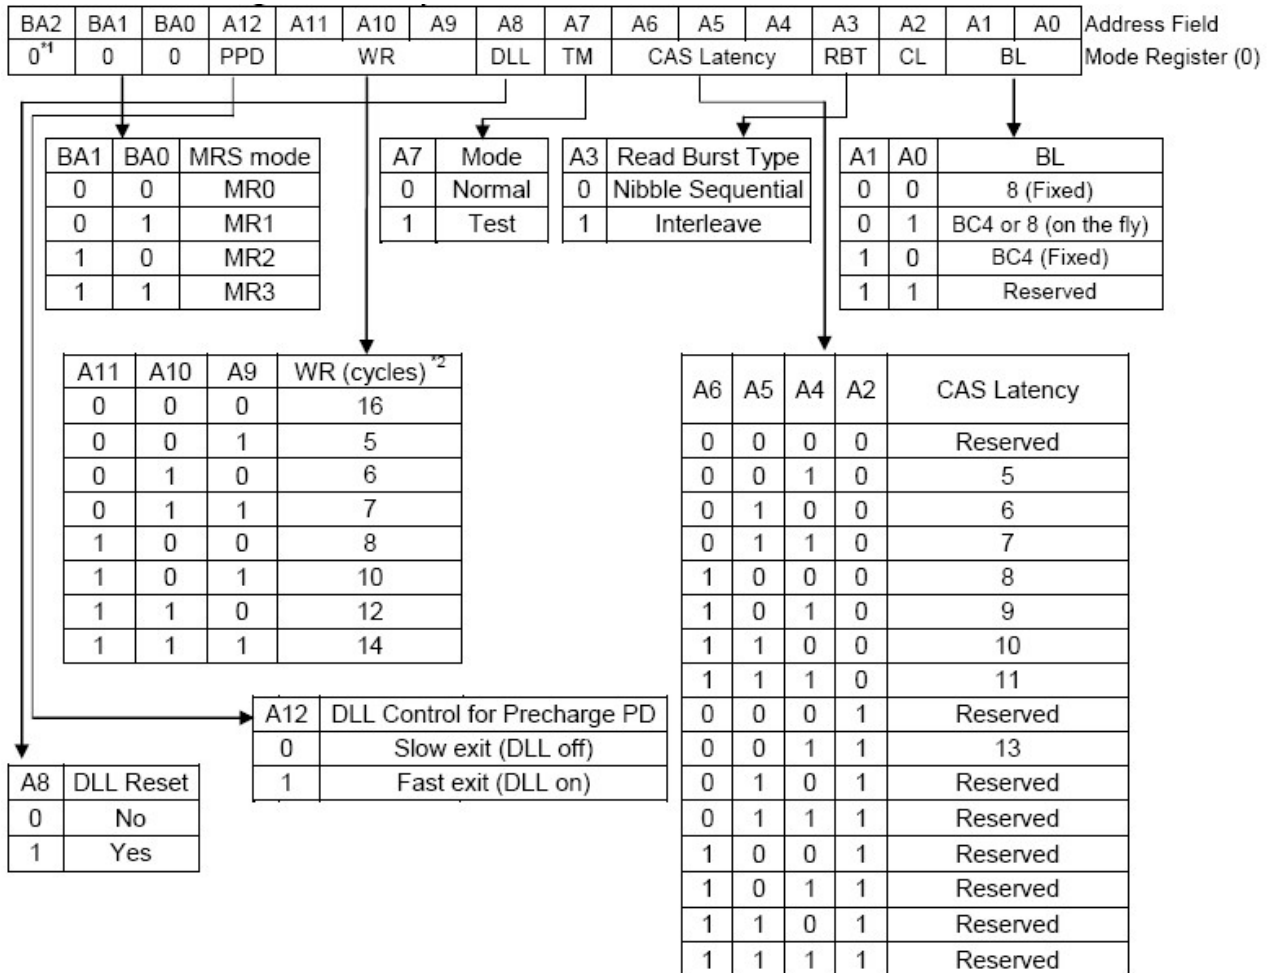 BA2 BA1 BA0 A12 A11 A10 A9 A8 A7 A6 A5 A4 A3 A2 A1 A0 Address Field
0*1 0 0 PPD WR DLL TM CAS Latency RBT CL BL Mode Register (0)
BA1 BA0 MRS mode
0 0 MR0
0 1 MR1
1 0 MR2
1 1 MR3
A7 Mode
0 Normal
1 Test
A3 Read Burst Type
0 Nibble Sequential
1 Interleave
A1 A0 BL
0 0 8 (Fixed)
0 1 BC4 or 8 (on the fly)
1 0 BC4 (Fixed)
1 1 Reserved
A11 A10 A9 WR (cycles) *2
0 0 0 16
0 0 1 5
0 1 0 6
0 1 1 7
1 0 0 8
1 0 1 10
1 1 0 12
1 1 1 14
A6 A5 A4 A2 CAS Latency
0 0 0 0 Reserved
0 0 1 0 5
0 1 0 0 6
0 1 1 0 7
1 0 0 0 8
1 0 1 0 9
1 1 0 0 10
1 1 1 0 11
0 0 0 1 Reserved
0 0 1 1 13
0 1 0 1 Reserved
0 1 1 1 Reserved
1 0 0 1 Reserved
1 0 1 1 Reserved
1 1 0 1 Reserved
1 1 1 1 Reserved
A12 DLL Control for Precharge PD
0 Slow exit (DLL off)
1 Fast exit (DLL on)
A8 DLL Reset
0 No
1 Yes